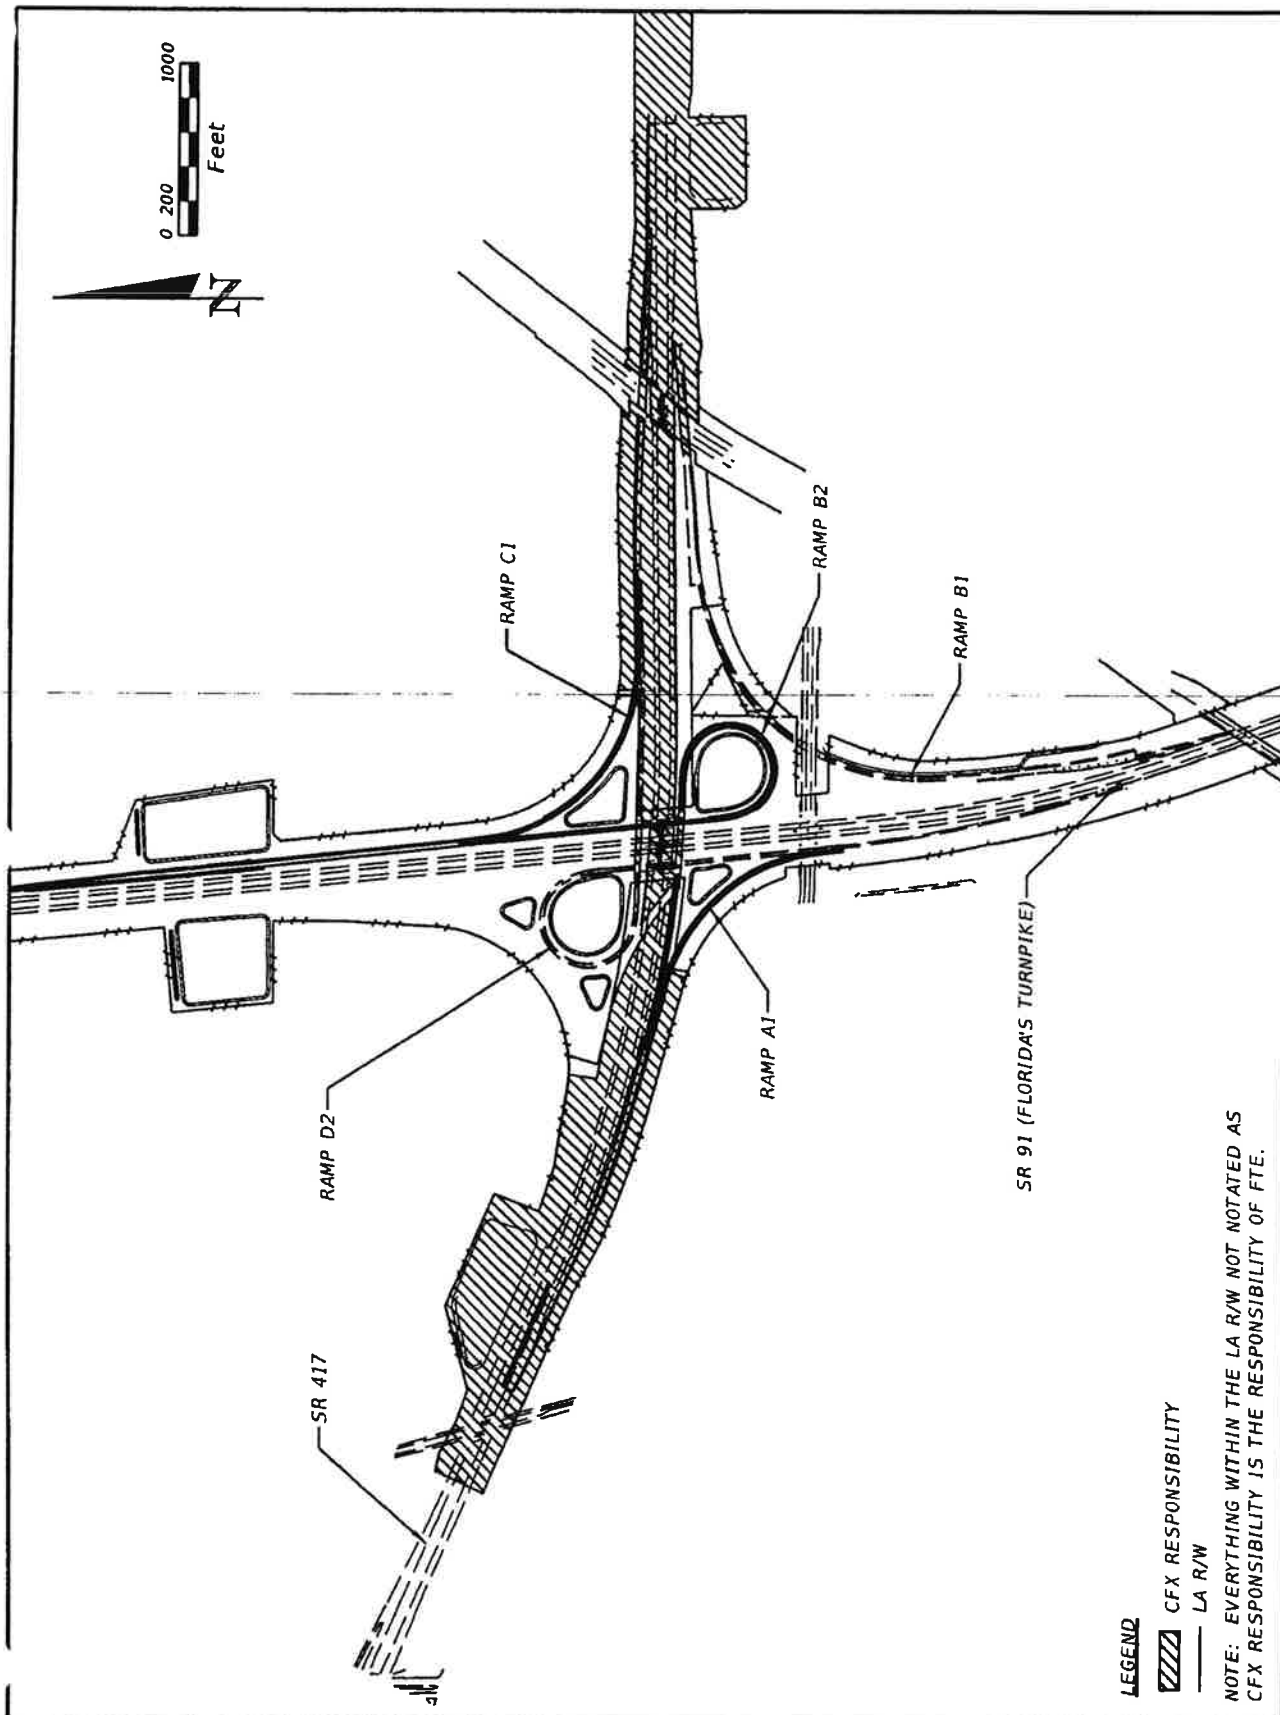 0 200 1000
Feet
N
RAMP C1
RAMP B2
RAMP B1
RAMP D2
RAMP A1
SR 91 (FLORIDA'S TURNPIKE)
SR 417
LEGEND
CFX RESPONSIBILITY
LA R/W
NOTE: EVERYTHING WITHIN THE LA R/W NOT NOTATED AS
CFX RESPONSIBILITY IS THE RESPONSIBILITY OF FTE.